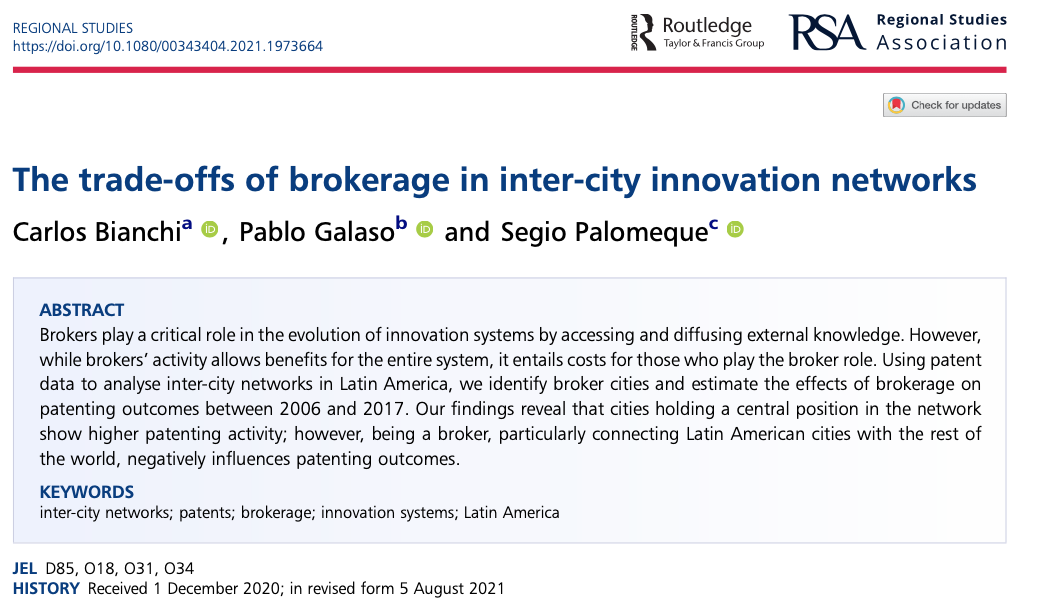 REGIONAL STUDIES
https://doi.org/10.1080/00343404.2021.1973664
ROUTLEDGE
Routledge
Taylor & Francis Group
RSA
Regional Studies
Association
Check for updates
The trade-offs of brokerage in inter-city innovation networks
Carlos Bianchiᵃ iD, Pablo Galasoᵇ iD and Segio Palomequeᶜ iD
ABSTRACT
Brokers play a critical role in the evolution of innovation systems by accessing and diffusing external knowledge. However,
while brokers’ activity allows benefits for the entire system, it entails costs for those who play the broker role. Using patent
data to analyse inter-city networks in Latin America, we identify broker cities and estimate the effects of brokerage on
patenting outcomes between 2006 and 2017. Our findings reveal that cities holding a central position in the network
show higher patenting activity; however, being a broker, particularly connecting Latin American cities with the rest of
the world, negatively influences patenting outcomes.
KEYWORDS
inter-city networks; patents; brokerage; innovation systems; Latin America
JEL D85, O18, O31, O34
HISTORY Received 1 December 2020; in revised form 5 August 2021